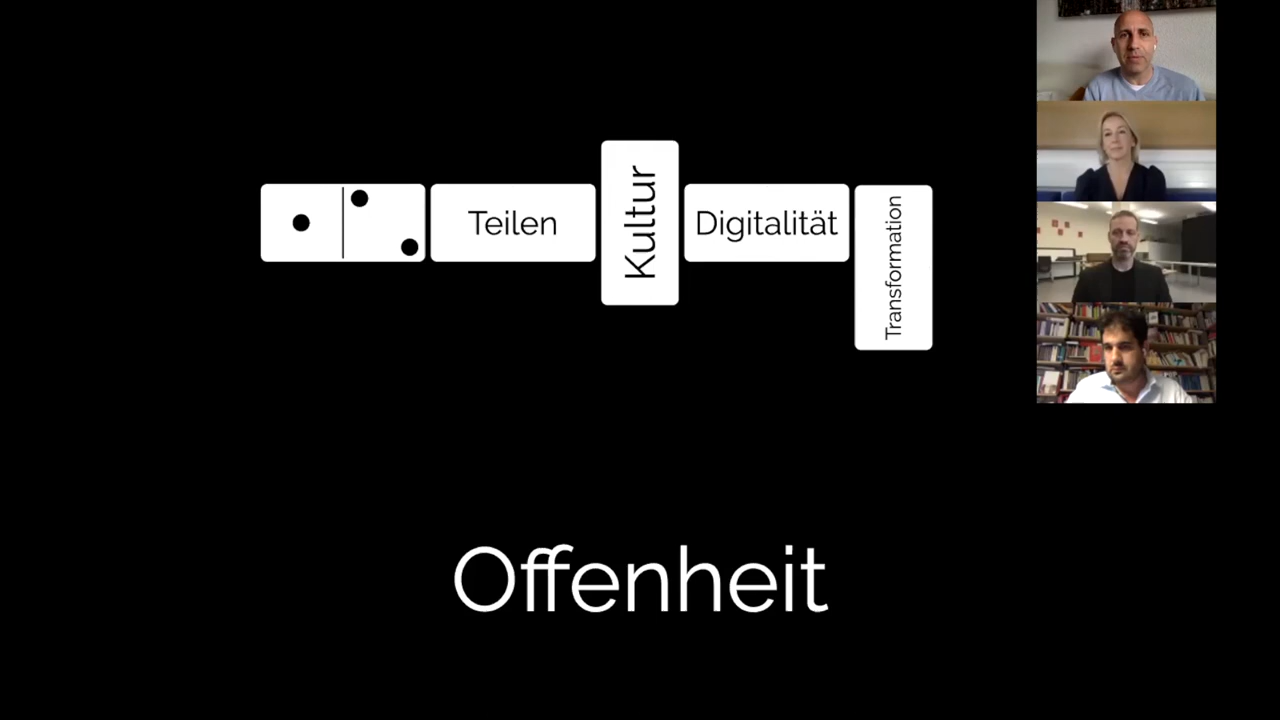 Teilen
Kultur
Digitalität
Transformation
Offenheit